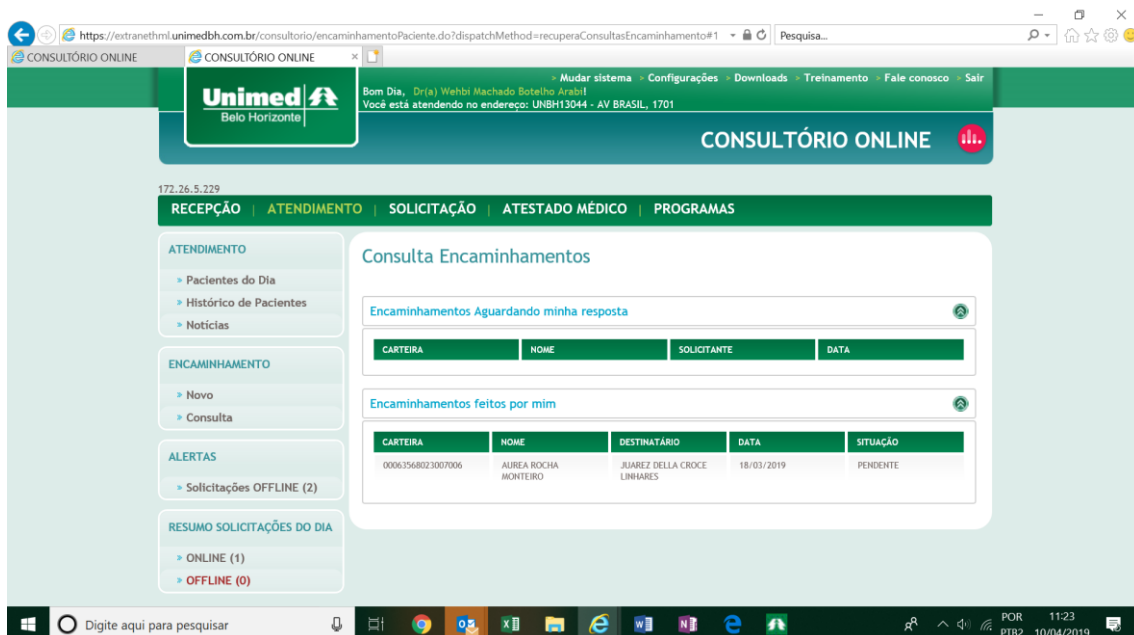 https://extranethml.unimedbh.com.br/consultorio/encaminhamentoPaciente.do?dispatchMethod=recuperaConsultasEncaminhamento#1
Pesquisa...
CONSULTÓRIO ONLINE
CONSULTÓRIO ONLINE
» Mudar sistema » Configurações » Downloads » Treinamento » Fale conosco » Sair
Unimed
Belo Horizonte
Bom Dia, Dr(a) Wehbi Machado Botelho Arabi!
Você está atendendo no endereço: UNBH13044 - AV BRASIL, 1701
CONSULTÓRIO ONLINE
172.26.5.229
RECEPÇÃO | ATENDIMENTO | SOLICITAÇÃO | ATESTADO MÉDICO | PROGRAMAS
ATENDIMENTO
» Pacientes do Dia
» Histórico de Pacientes
» Notícias
ENCAMINHAMENTO
» Novo
» Consulta
ALERTAS
» Solicitações OFFLINE (2)
RESUMO SOLICITAÇÕES DO DIA
» ONLINE (1)
» OFFLINE (0)
Consulta Encaminhamentos
Encaminhamentos Aguardando minha resposta
CARTEIRA NOME SOLICITANTE DATA
Encaminhamentos feitos por mim
CARTEIRA NOME DESTINATÁRIO DATA SITUAÇÃO
00063568023007006 AUREA ROCHA JUAREZ DELLA CROCE 18/03/2019 PENDENTE
MONTEIRO LINHARES
Digite aqui para pesquisar
POR 11:23
PTB2 10/04/2019